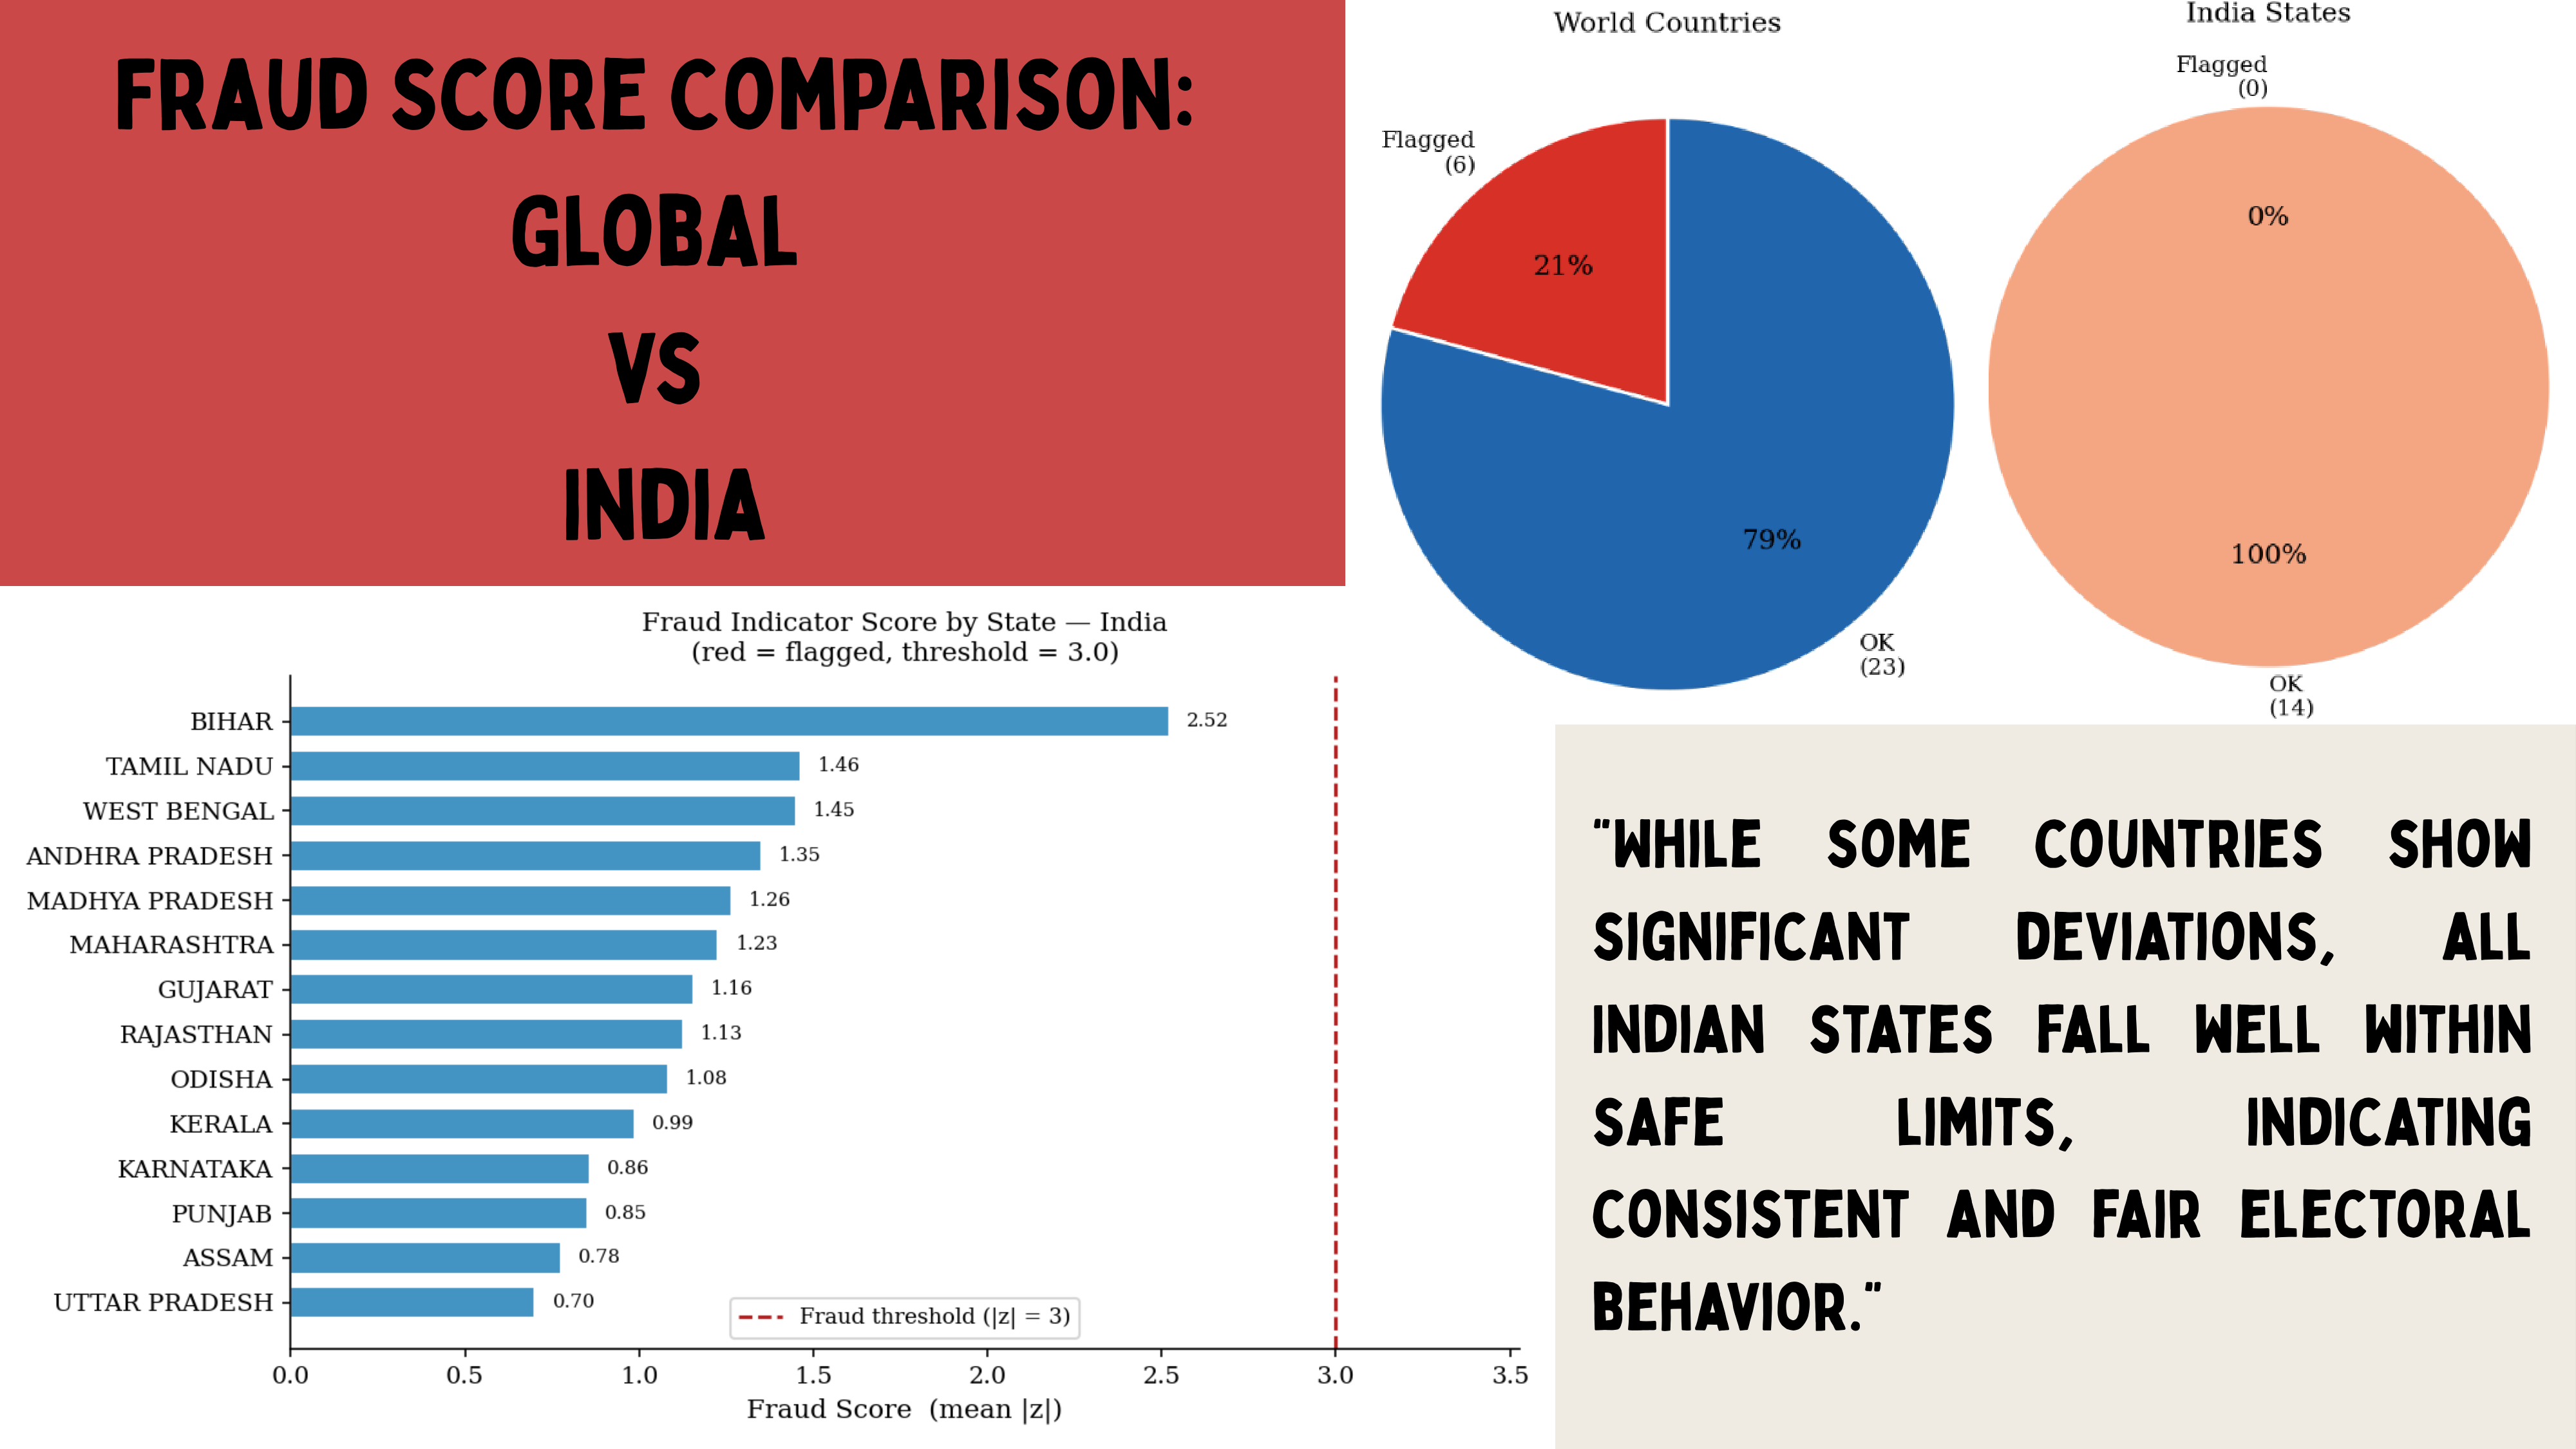 FRAUD SCORE COMPARISON:
GLOBAL
VS
INDIA
World Countries
Flagged
(6)
21%
79%
OK
(23)
India States
Flagged
(0)
0%
100%
OK
(14)
Fraud Indicator Score by State — India
(red = flagged, threshold = 3.0)
BIHAR 2.52
TAMIL NADU 1.46
WEST BENGAL 1.45
ANDHRA PRADESH 1.35
MADHYA PRADESH 1.26
MAHARASHTRA 1.23
GUJARAT 1.16
RAJASTHAN 1.13
ODISHA 1.08
KERALA 0.99
KARNATAKA 0.86
PUNJAB 0.85
ASSAM 0.78
UTTAR PRADESH 0.70
Fraud threshold (|z| = 3)
0.0 0.5 1.0 1.5 2.0 2.5 3.0 3.5
Fraud Score (mean |z|)
"WHILE SOME COUNTRIES SHOW
SIGNIFICANT DEVIATIONS, ALL
INDIAN STATES FALL WELL WITHIN
SAFE LIMITS, INDICATING
CONSISTENT AND FAIR ELECTORAL
BEHAVIOR."